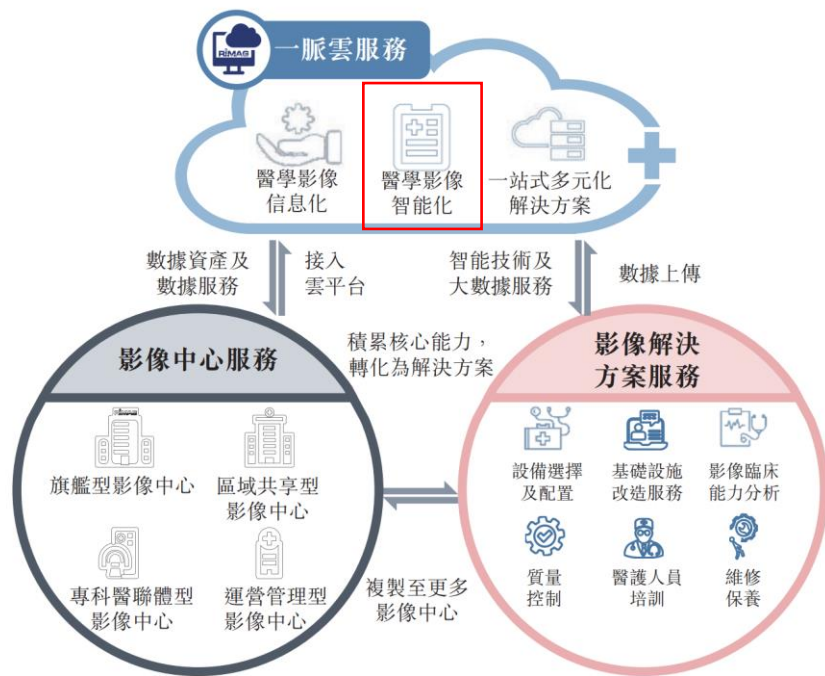 RIMAG
一脈雲服務
醫學影像
信息化
醫學影像
智能化
一站式多元化
解決方案
數據資產及
數據服務
接入
雲平台
智能技術及
大數據服務
數據上傳
影像中心服務
積累核心能力，
轉化為解決方案
影像解決
方案服務
RIMAG
旗艦型影像中心
區域共享型
影像中心
專科醫聯體型
影像中心
運營管理型
影像中心
複製至更多
影像中心
設備選擇
及配置
基礎設施
改造服務
影像臨床
能力分析
質量
控制
醫護人員
培訓
維修
保養